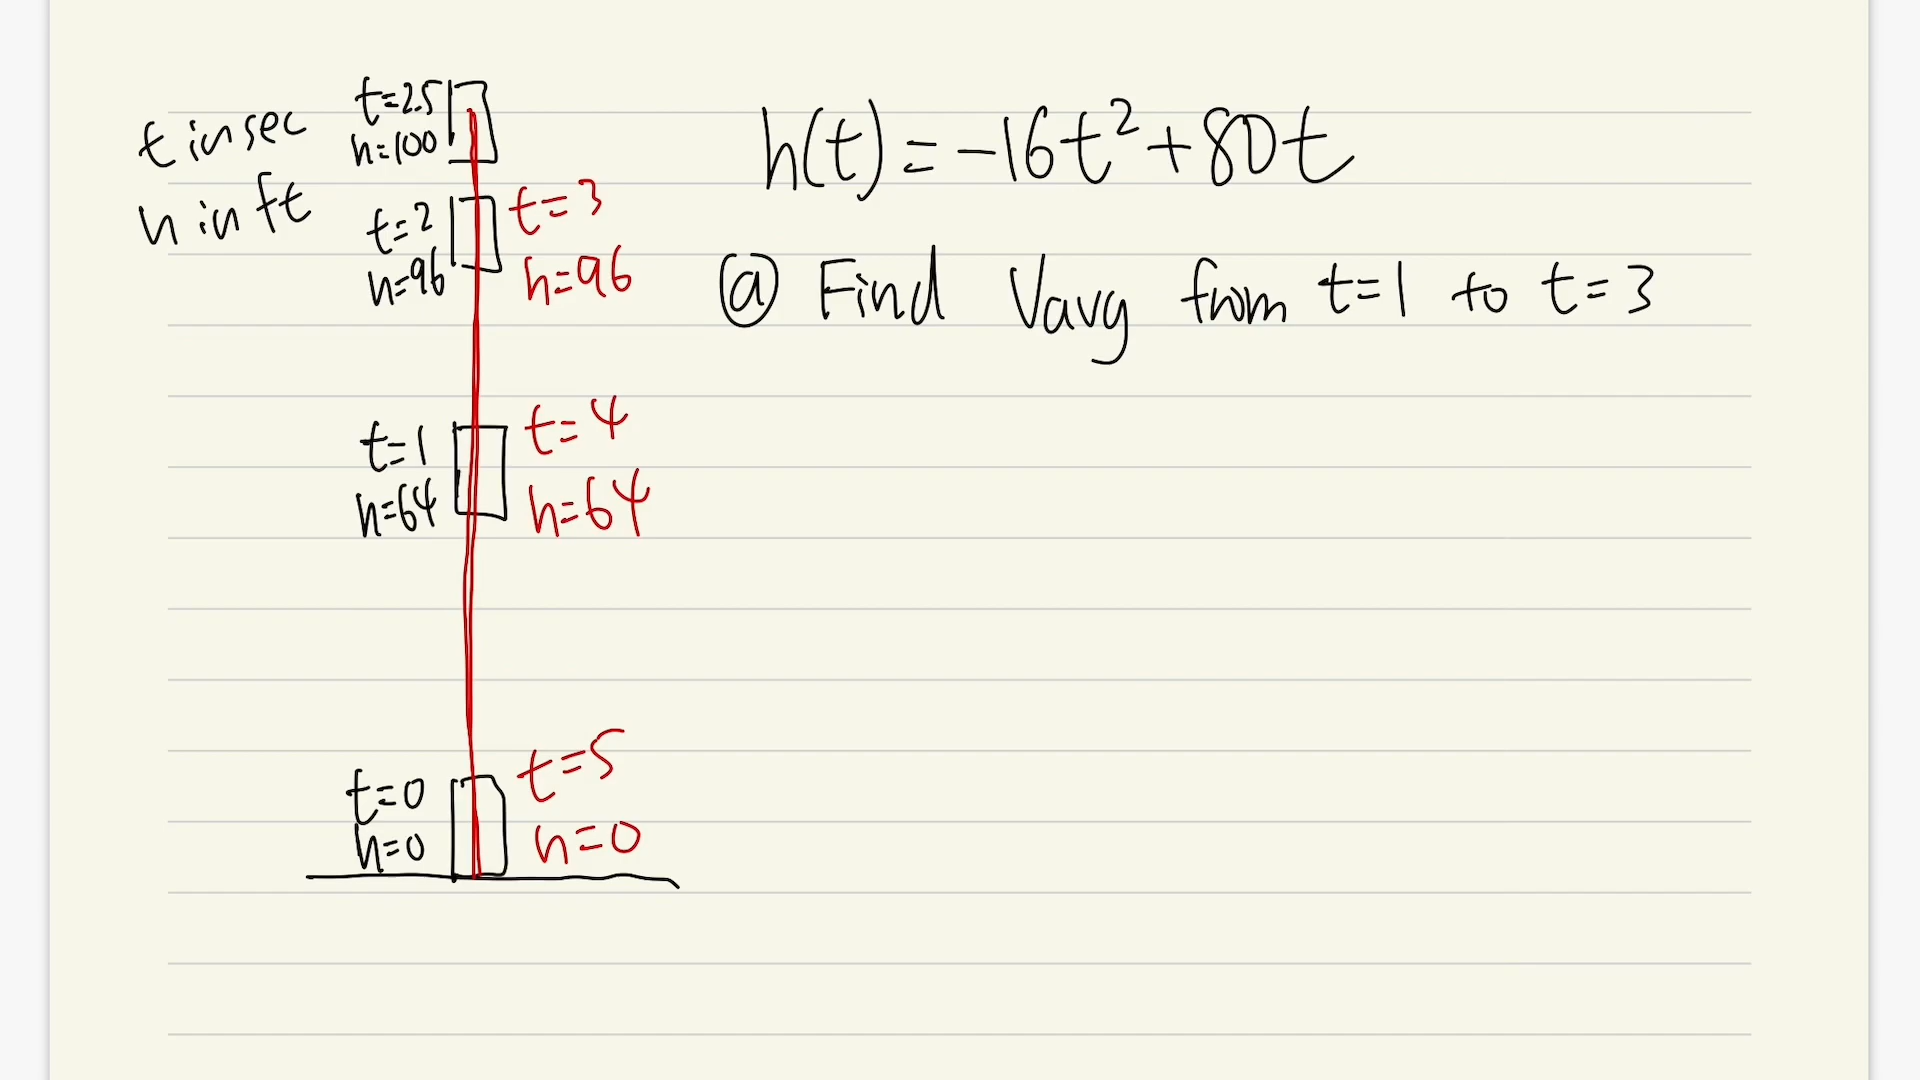 t in sec
h in ft
t=2.5
h=100
t=2
h=96
t=3
h=96
t=1
h=64
t=4
h=64
t=0
h=0
t=5
h=0
h(t) = -16t² + 80t
ⓐ Find Vavg from t=1 to t=3